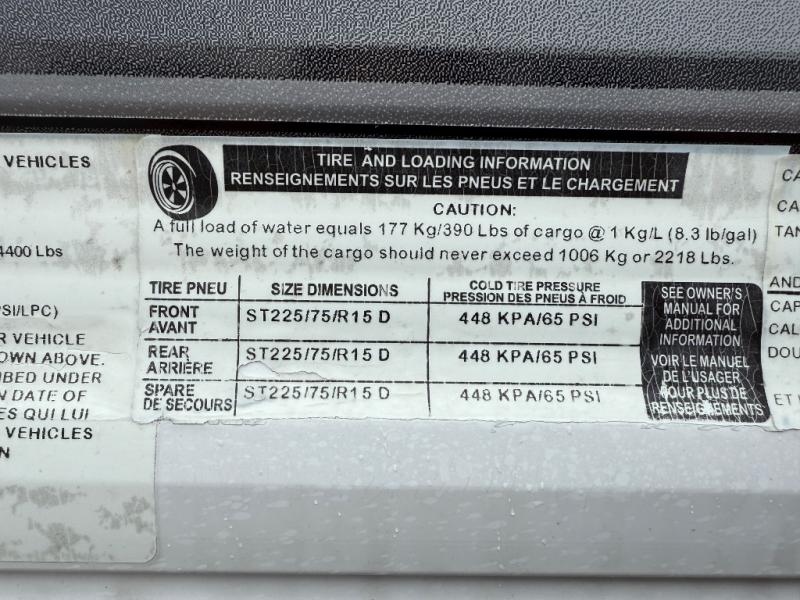 VEHICLES
4400 Lbs
PSI/LPC)
R VEHICLE
OWN ABOVE.
IBED UNDER
N DATE OF
ES QUI LUI
VEHICLES
N
TIRE AND LOADING INFORMATION
RENSEIGNEMENTS SUR LES PNEUS ET LE CHARGEMENT
CAUTION:
A full load of water equals 177 Kg/390 Lbs of cargo @ 1 Kg/L (8.3 lb/gal)
The weight of the cargo should never exceed 1006 Kg or 2218 Lbs.
TIRE PNEU SIZE DIMENSIONS COLD TIRE PRESSURE
PRESSION DES PNEUS À FROID
FRONT ST225/75/R15 D 448 KPA/65 PSI
AVANT
REAR ST225/75/R15 D 448 KPA/65 PSI
ARRIÈRE
SPARE ST225/75/R15 D 448 KPA/65 PSI
DE SECOURS
SEE OWNER'S
MANUAL FOR
ADDITIONAL
INFORMATION
VOIR LE MANUEL
DE L'USAGER
POUR PLUS DE
RENSEIGNEMENTS
CA
CA
TAN
AND
CAP
CAL
DOU
ET